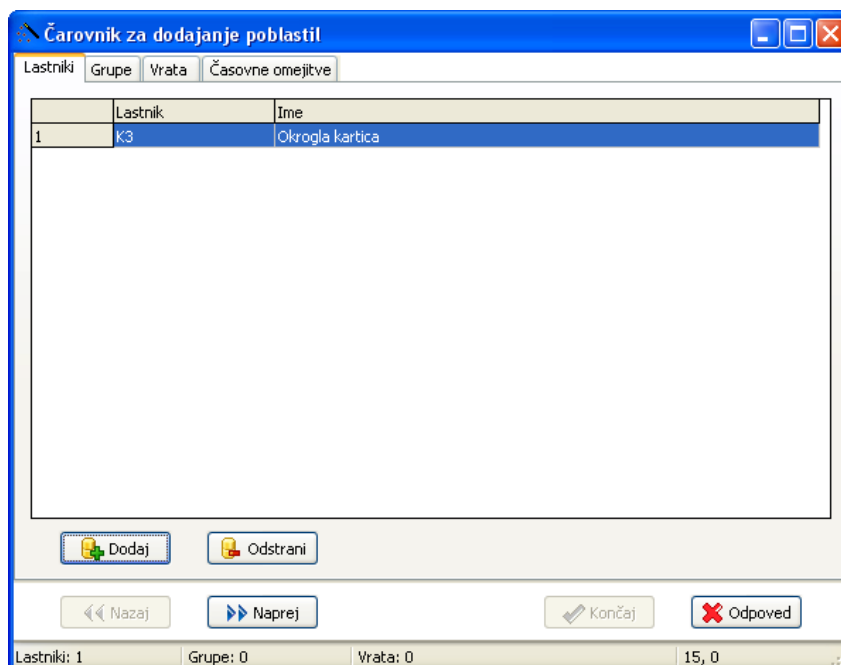 Čarovnik za dodajanje poblastil
Lastniki Grupe Vrata Časovne omejitve
Lastnik Ime
1 K3 Okrogla kartica
Dodaj Odstrani
Nazaj Naprej Končaj Odpoved
Lastniki: 1 Grupe: 0 Vrata: 0 15, 0